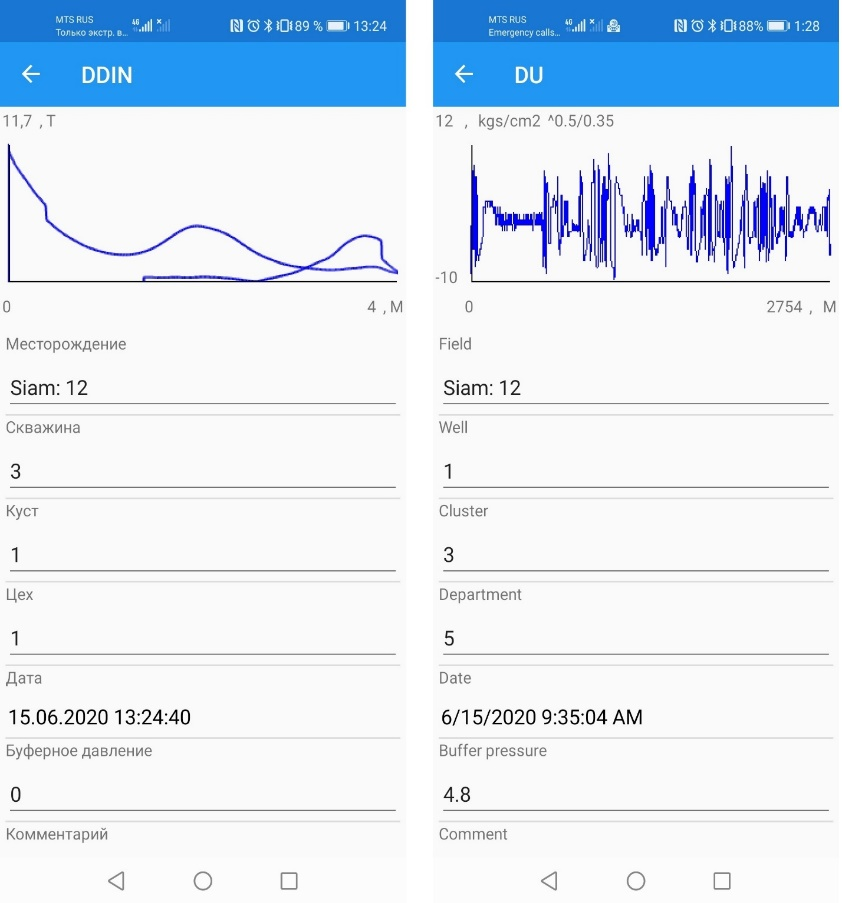 MTS RUS
Только экстр. в...
4G
89 %
13:24
DDIN
11,7 , Т
0
4 , М
Месторождение
Siam: 12
Скважина
3
Куст
1
Цех
1
Дата
15.06.2020 13:24:40
Буферное давление
0
Комментарий
MTS RUS
Emergency calls...
4G
88%
1:28
DU
12 , kgs/cm2 ^0.5/0.35
-10
0
2754 , M
Field
Siam: 12
Well
1
Cluster
3
Department
5
Date
6/15/2020 9:35:04 AM
Buffer pressure
4.8
Comment